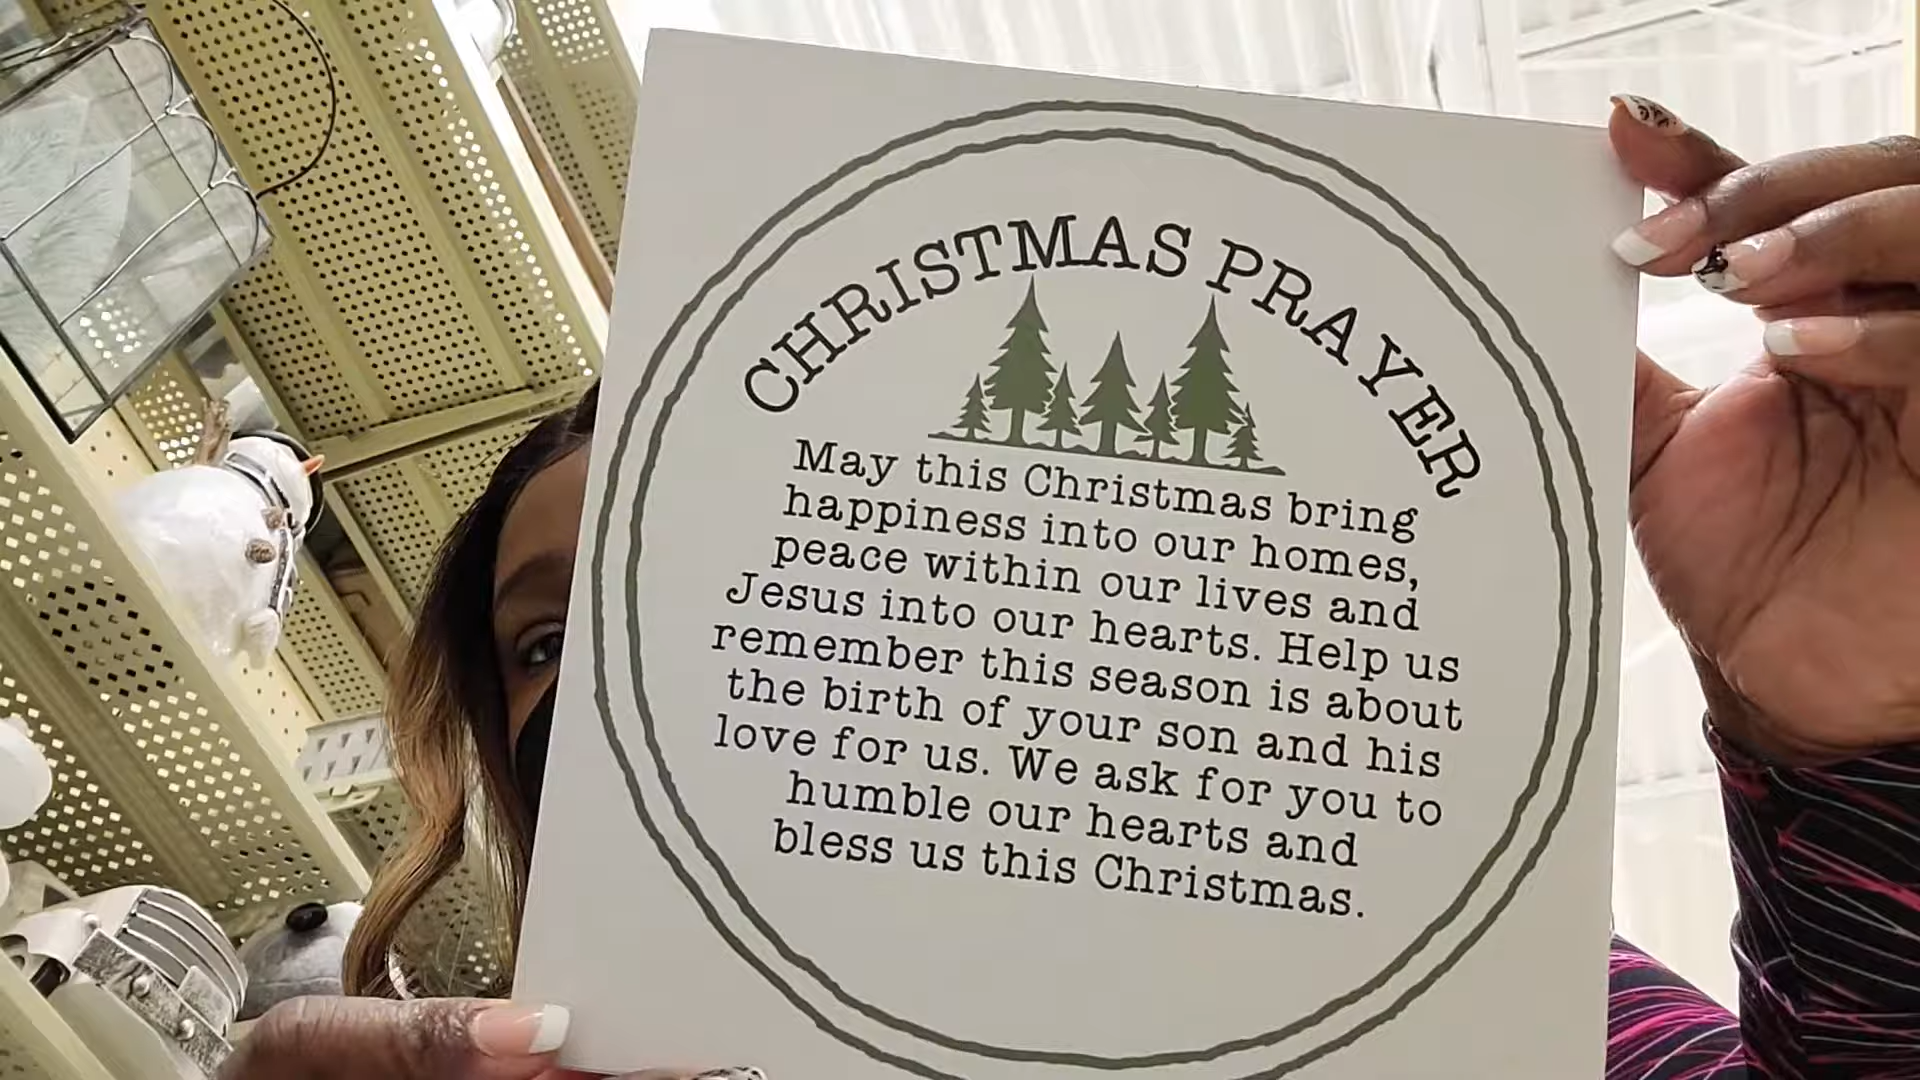 CHRISTMAS PRAYER
May this Christmas bring
happiness into our homes,
peace within our lives and
Jesus into our hearts. Help us
remember this season is about
the birth of your son and his
love for us. We ask for you to
humble our hearts and
bless us this Christmas.